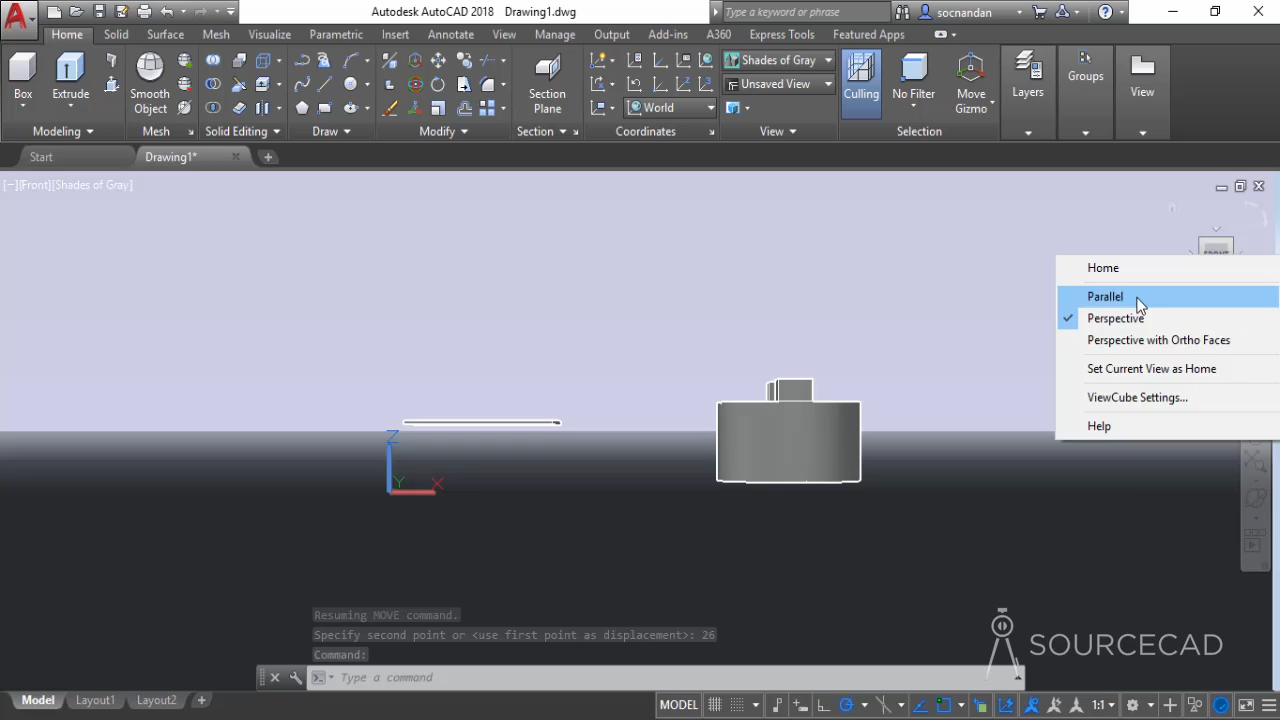 Autodesk AutoCAD 2018 Drawing1.dwg
Type a keyword or phrase
socnandan
Home Solid Surface Mesh Visualize Parametric Insert Annotate View Manage Output Add-ins A360 Express Tools Featured Apps
Box
Extrude
Smooth
Object
Section
Plane
Shades of Gray
Unsaved View
World
Culling
No Filter
Move
Gizmo
Layers
Groups
View
Modeling
Mesh
Solid Editing
Draw
Modify
Section
Coordinates
View
Selection
Start
Drawing1*
[−][Front][Shades of Gray]
FRONT
Home
Parallel
Perspective
Perspective with Ortho Faces
Set Current View as Home
ViewCube Settings...
Help
Z
Y
X
Resuming MOVE command.
Specify second point or <use first point as displacement>: 26
Command:
Type a command
SOURCECAD
Model Layout1 Layout2
MODEL
1:1